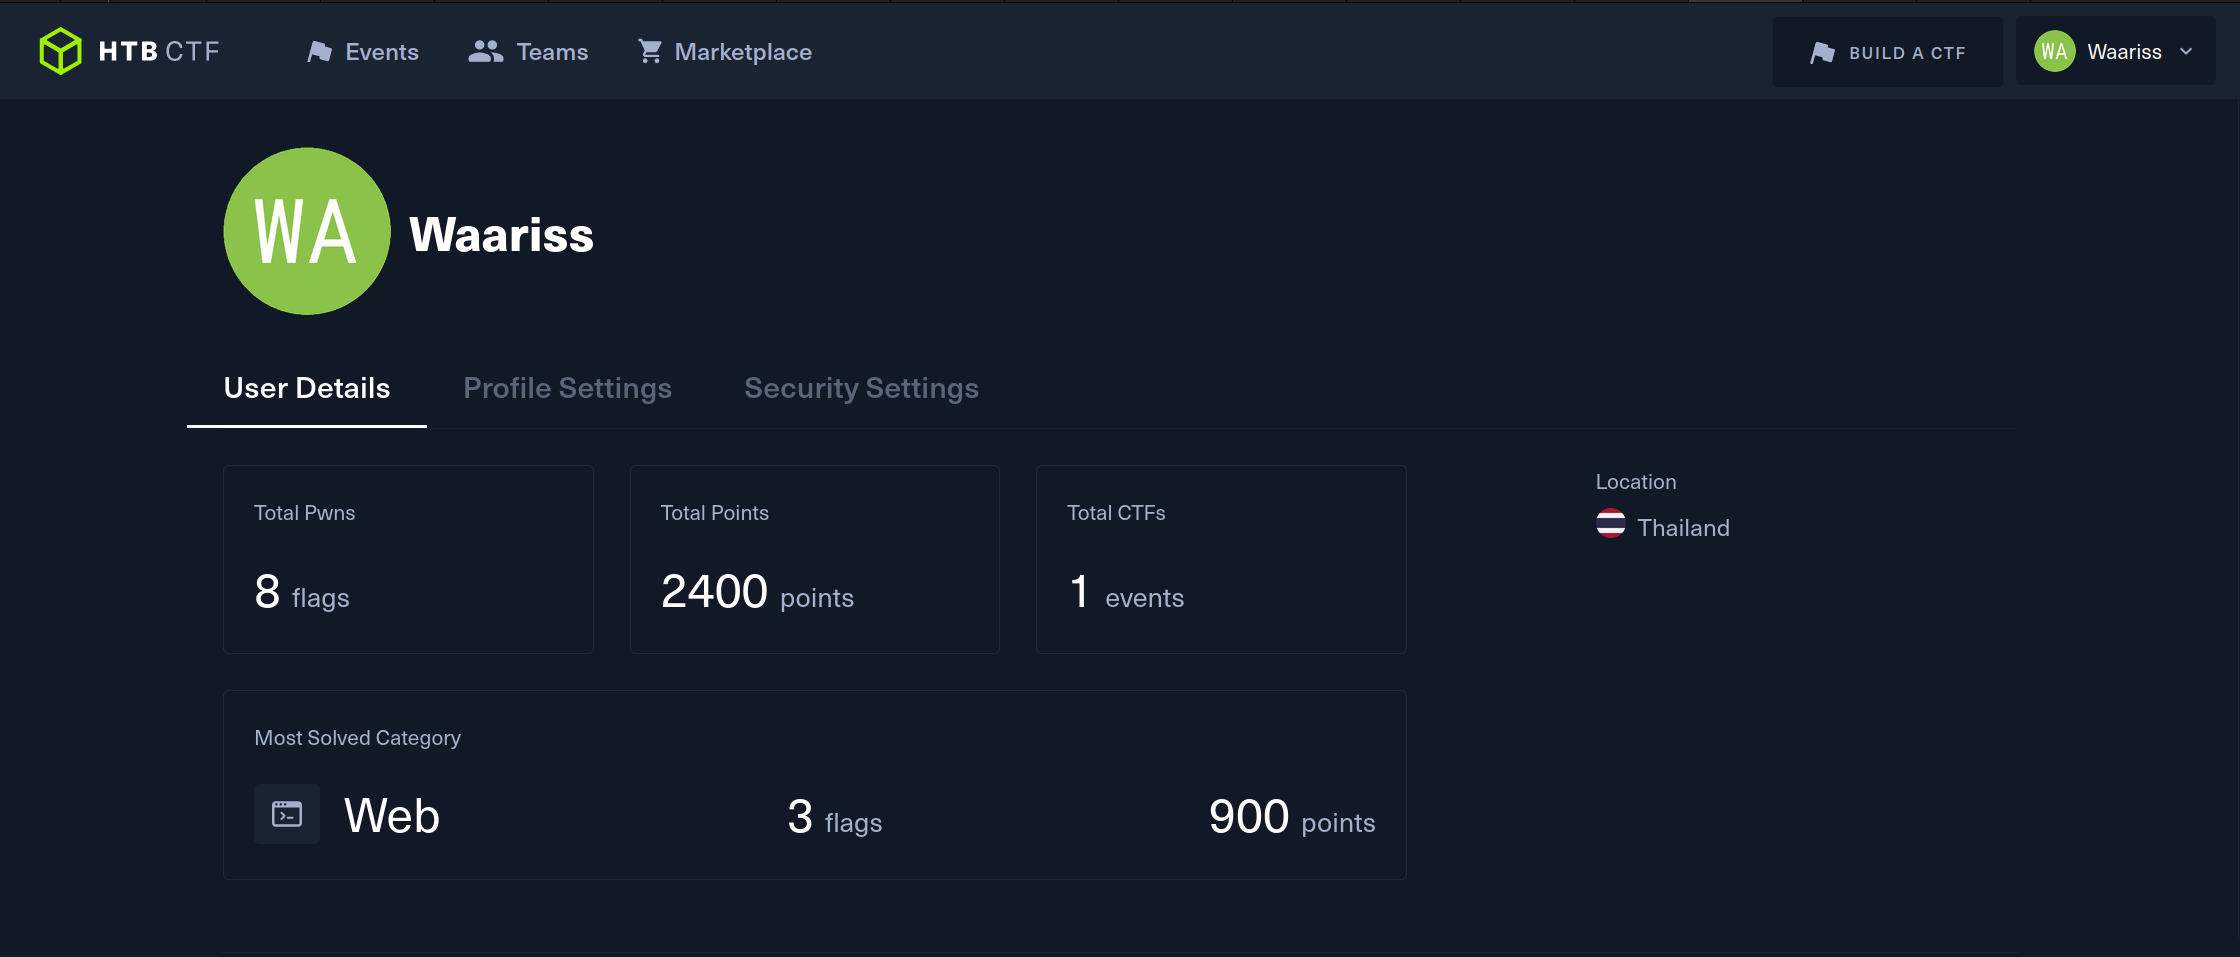 HTB CTF Events Teams Marketplace BUILD A CTF WA Waariss
WA Waariss
User Details Profile Settings Security Settings
Total Pwns Total Points Total CTFs Location
Thailand
8 flags 2400 points 1 events
Most Solved Category
Web 3 flags 900 points